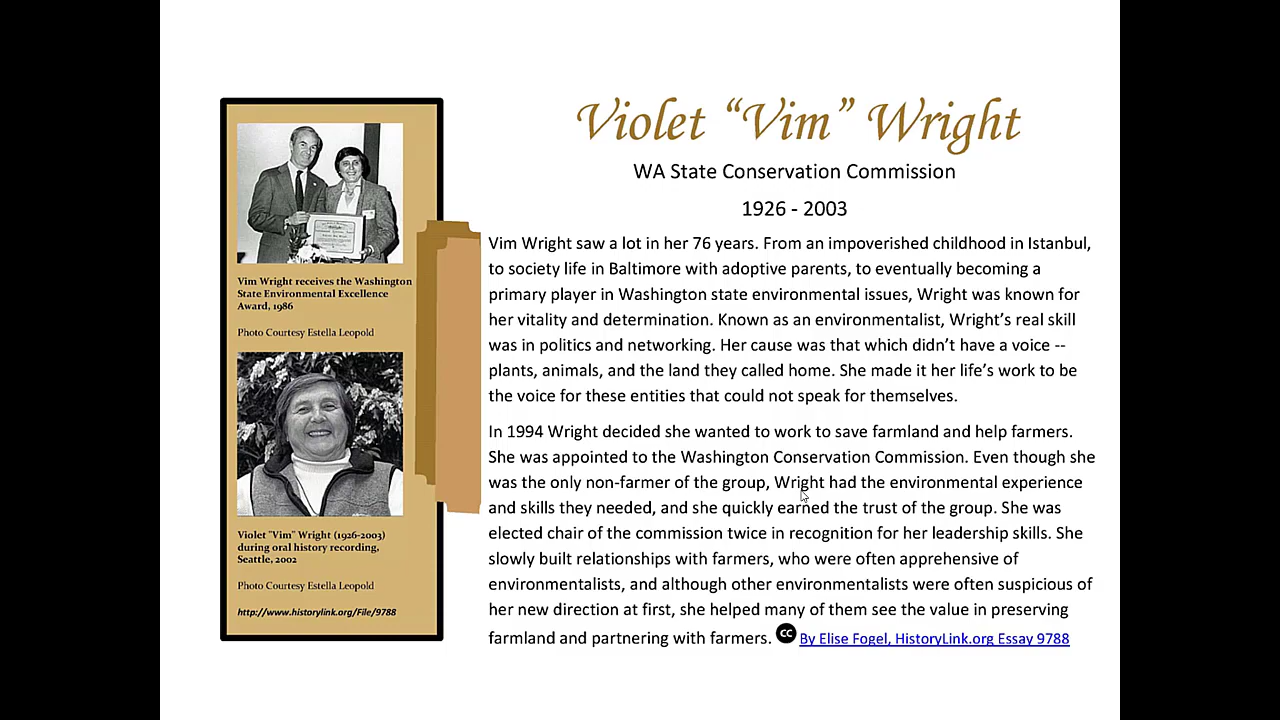 Violet “Vim” Wright
WA State Conservation Commission
1926 - 2003
Vim Wright receives the Washington
State Environmental Excellence
Award, 1986
Photo Courtesy Estella Leopold
Violet "Vim" Wright (1926-2003)
during oral history recording,
Seattle, 2002
Photo Courtesy Estella Leopold
http://www.historylink.org/File/9788
Vim Wright saw a lot in her 76 years. From an impoverished childhood in Istanbul,
to society life in Baltimore with adoptive parents, to eventually becoming a
primary player in Washington state environmental issues, Wright was known for
her vitality and determination. Known as an environmentalist, Wright’s real skill
was in politics and networking. Her cause was that which didn’t have a voice --
plants, animals, and the land they called home. She made it her life’s work to be
the voice for these entities that could not speak for themselves.
In 1994 Wright decided she wanted to work to save farmland and help farmers.
She was appointed to the Washington Conservation Commission. Even though she
was the only non-farmer of the group, Wright had the environmental experience
and skills they needed, and she quickly earned the trust of the group. She was
elected chair of the commission twice in recognition for her leadership skills. She
slowly built relationships with farmers, who were often apprehensive of
environmentalists, and although other environmentalists were often suspicious of
her new direction at first, she helped many of them see the value in preserving
farmland and partnering with farmers. cc By Elise Fogel, HistoryLink.org Essay 9788